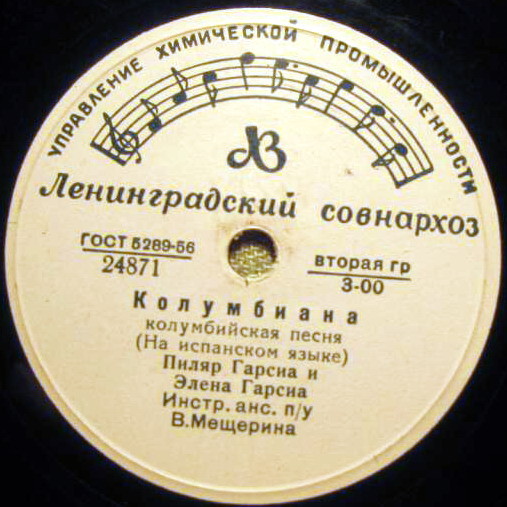 УПРАВЛЕНИЕ ХИМИЧЕСКОЙ ПРОМЫШЛЕННОСТИ
ЛВ
Ленинградский совнархоз
ГОСТ 5289-56
24871
вторая гр
3-00
Колумбиана
колумбийская песня
(На испанском языке)
Пиляр Гарсиа и
Элена Гарсиа
Инстр. анс. п/у
В.Мещерина